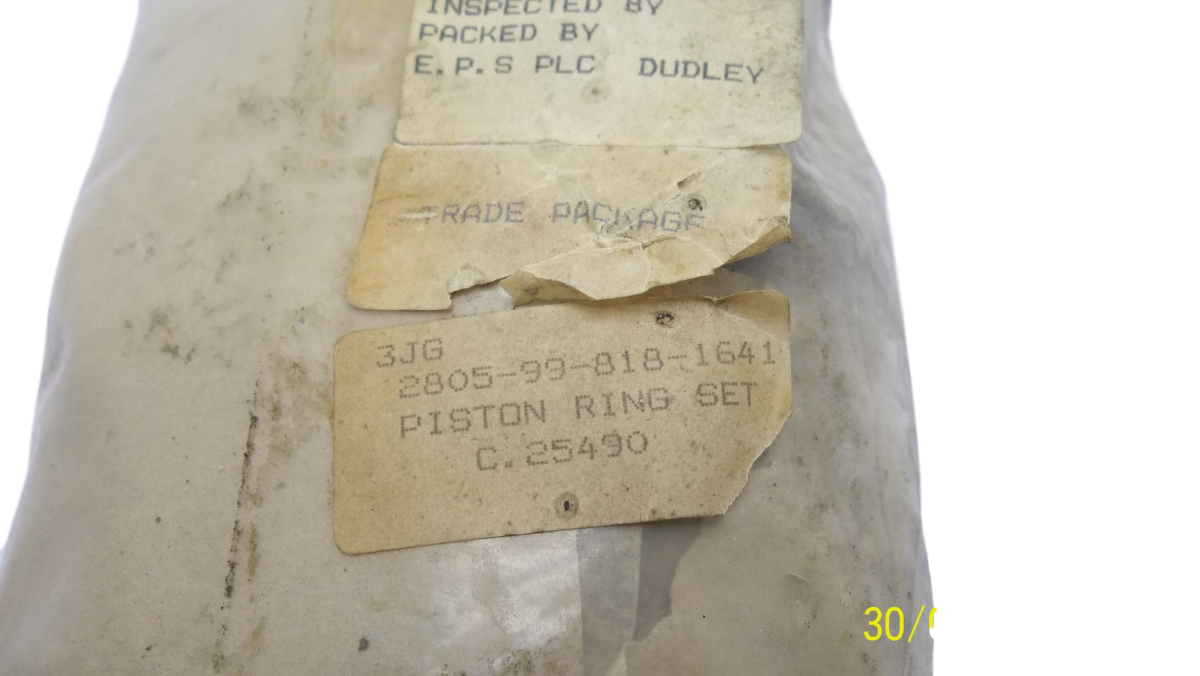 INSPECTED BY
PACKED BY
E.P.S PLC DUDLEY
TRADE PACKAGE
3JG
2805-99-818-1641
PISTON RING SET
C.25490
30/